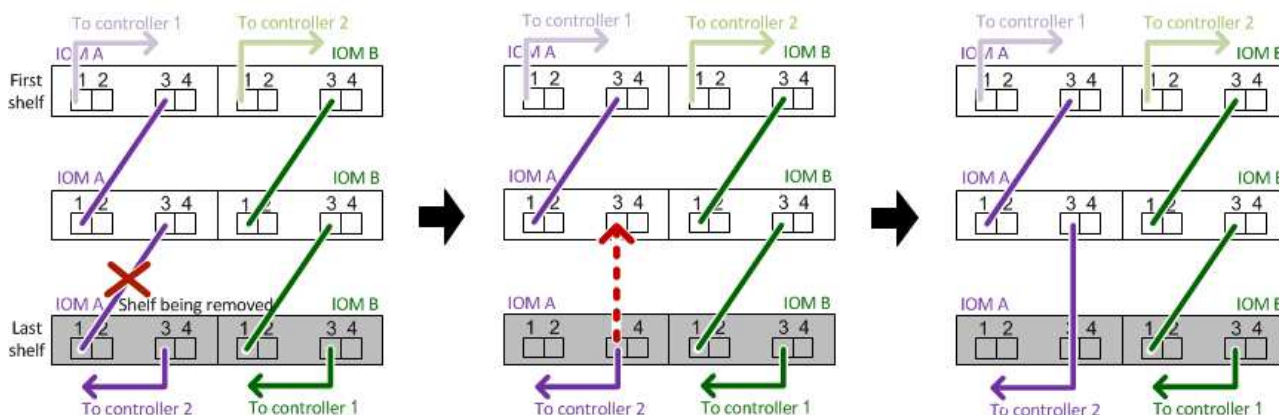 To controller 1 To controller 2 To controller 1 To controller 2 To controller 1 To controller 2
IOM A IOM B IOM A IOM B IOM A IOM B
First shelf
1 2 3 4 1 2 3 4 1 2 3 4 1 2 3 4 1 2 3 4 1 2 3 4
IOM A IOM B IOM A IOM B IOM A IOM B
1 2 3 4 1 2 3 4 1 2 3 4 1 2 3 4 1 2 3 4 1 2 3 4
IOM A Shelf being removed IOM B IOM A IOM B IOM A IOM B
Last shelf
1 2 3 4 1 2 3 4 1 2 4 1 2 3 4 1 2 3 4 1 2 3 4
To controller 2 To controller 1 To controller 2 To controller 1 To controller 2 To controller 1